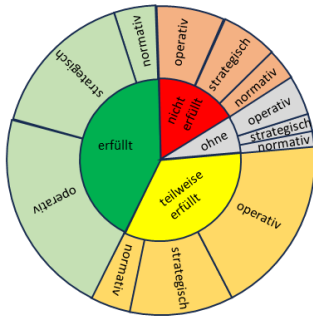 operativ
strategisch
normativ
nicht
erfüllt
operativ
strategisch
normativ
ohne
operativ
strategisch
normativ
teilweise
erfüllt
operativ
strategisch
normativ
erfüllt